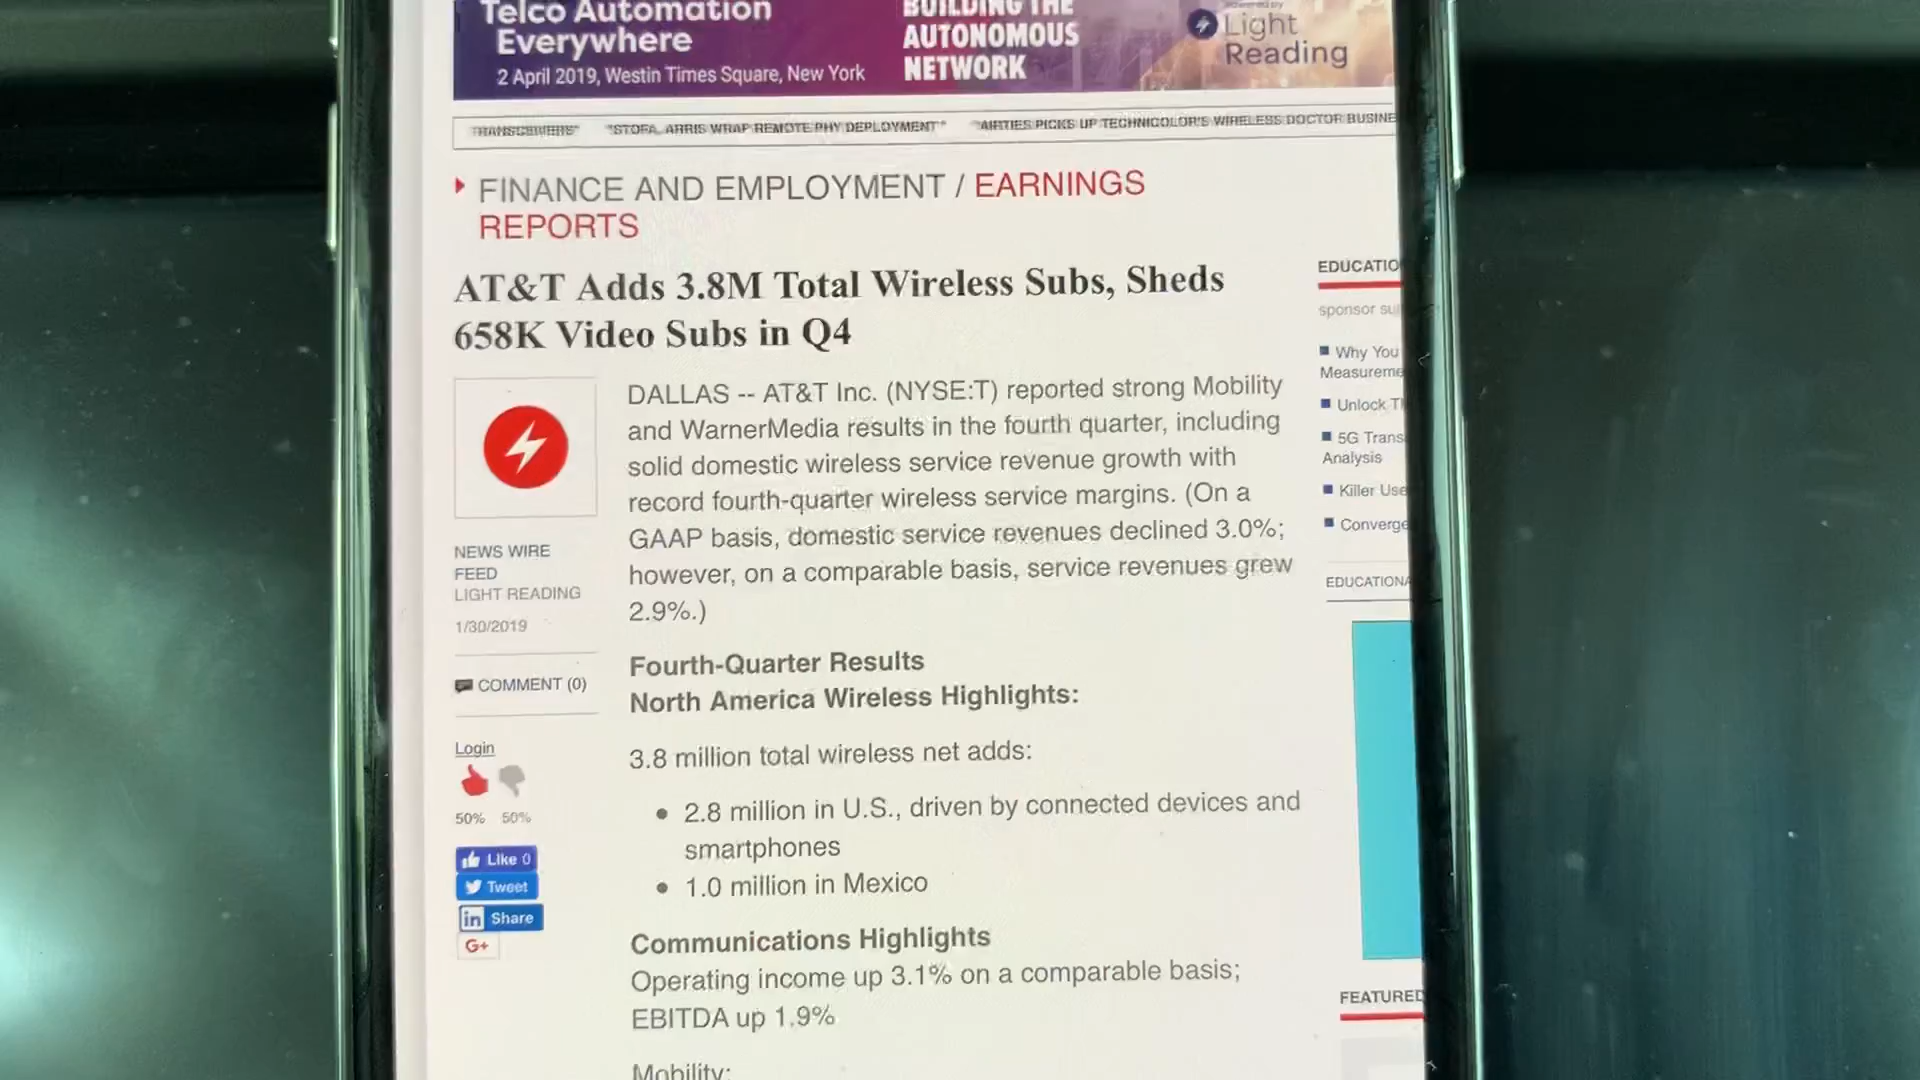 Telco Automation
Everywhere
2 April 2019, Westin Times Square, New York
BUILDING THE
AUTONOMOUS
NETWORK
Light
Reading
"STOFA, ARRIS WRAP REMOTE PHY DEPLOYMENT" "AIRTIES PICKS UP TECHNICOLOR'S WIRELESS DOCTOR BUSINE
FINANCE AND EMPLOYMENT / EARNINGS
REPORTS
AT&T Adds 3.8M Total Wireless Subs, Sheds
658K Video Subs in Q4
NEWS WIRE
FEED
LIGHT READING
1/30/2019
COMMENT (0)
Login
50% 50%
Like 0
Tweet
in Share
G+
DALLAS -- AT&T Inc. (NYSE:T) reported strong Mobility
and WarnerMedia results in the fourth quarter, including
solid domestic wireless service revenue growth with
record fourth-quarter wireless service margins. (On a
GAAP basis, domestic service revenues declined 3.0%;
however, on a comparable basis, service revenues grew
2.9%.)
Fourth-Quarter Results
North America Wireless Highlights:
3.8 million total wireless net adds:
• 2.8 million in U.S., driven by connected devices and
smartphones
• 1.0 million in Mexico
Communications Highlights
Operating income up 3.1% on a comparable basis;
EBITDA up 1.9%
Mobility:
EDUCATIO
sponsor su
Why You
Measureme
Unlock T
5G Trans
Analysis
Killer Use
Converge
EDUCATIONA
FEATURED